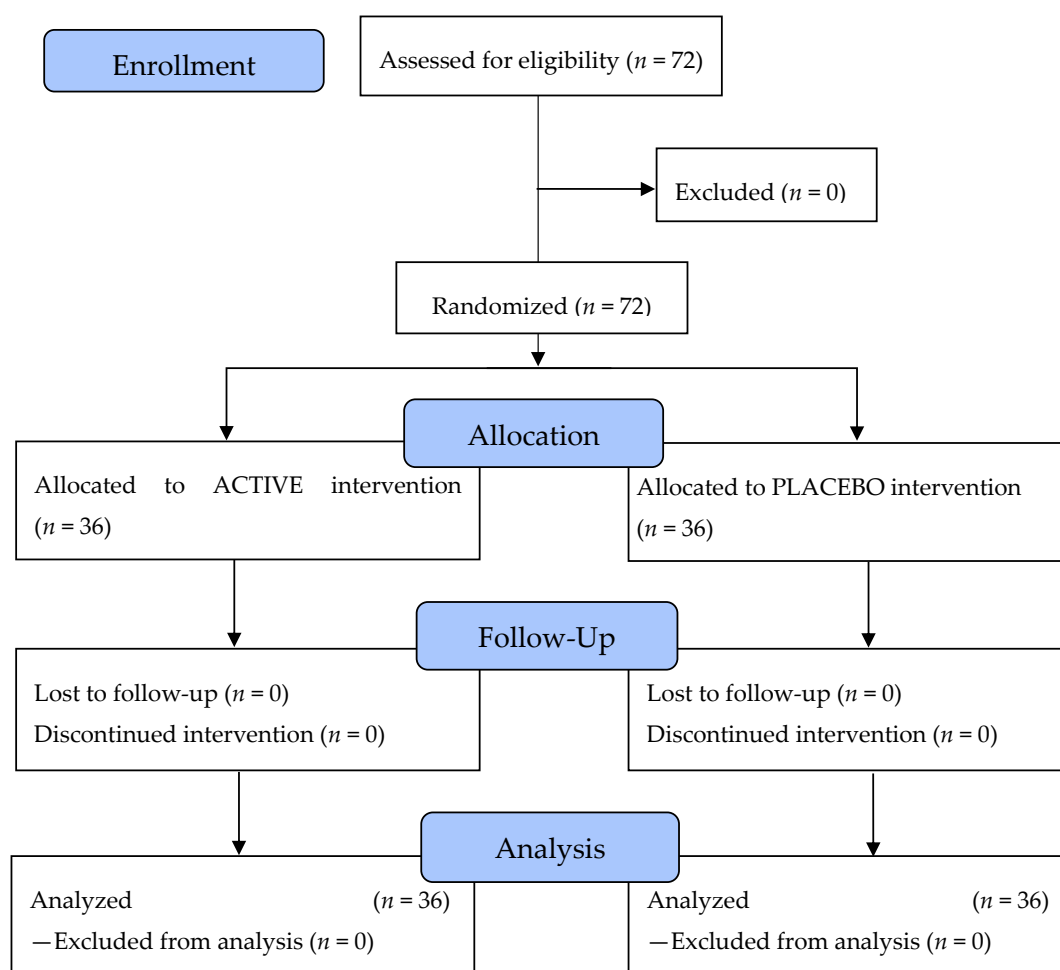 Enrollment
Assessed for eligibility (n = 72)
Excluded (n = 0)
Randomized (n = 72)
Allocation
Allocated to ACTIVE intervention
(n = 36)
Allocated to PLACEBO intervention
(n = 36)
Follow-Up
Lost to follow-up (n = 0)
Discontinued intervention (n = 0)
Lost to follow-up (n = 0)
Discontinued intervention (n = 0)
Analysis
Analyzed (n = 36)
—Excluded from analysis (n = 0)
Analyzed (n = 36)
—Excluded from analysis (n = 0)